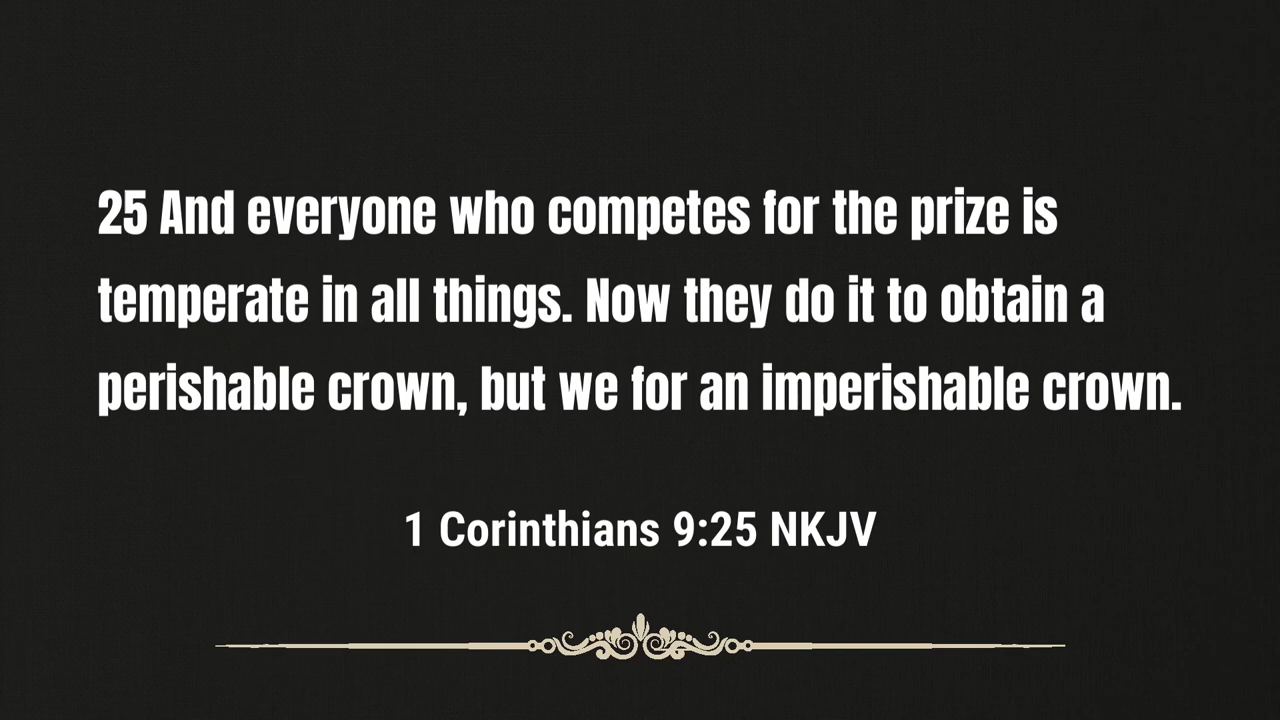 25 And everyone who competes for the prize is
temperate in all things. Now they do it to obtain a
perishable crown, but we for an imperishable crown.
1 Corinthians 9:25 NKJV